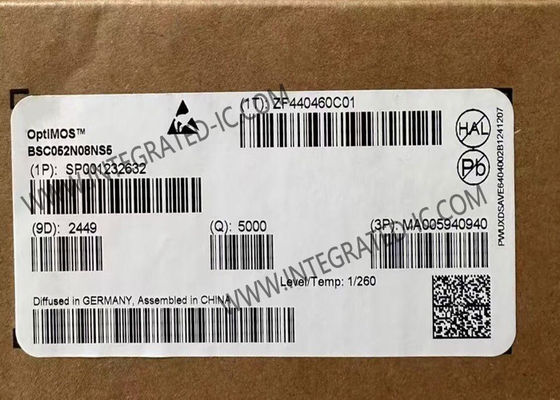 OptiMOS™
BSC052N08NS5
(1P): SP001232632
(1T): ZF440460C01
HAL
Pb
(9D): 2449
(Q): 5000
(3P): MA005940940
Level/Temp: 1/260
Diffused in GERMANY, Assembled in CHINA
PWUXDSAVE6404002B1241207
WWW.INTEGRATED-IC.COM
WWW.INTEGRATED-IC.COM